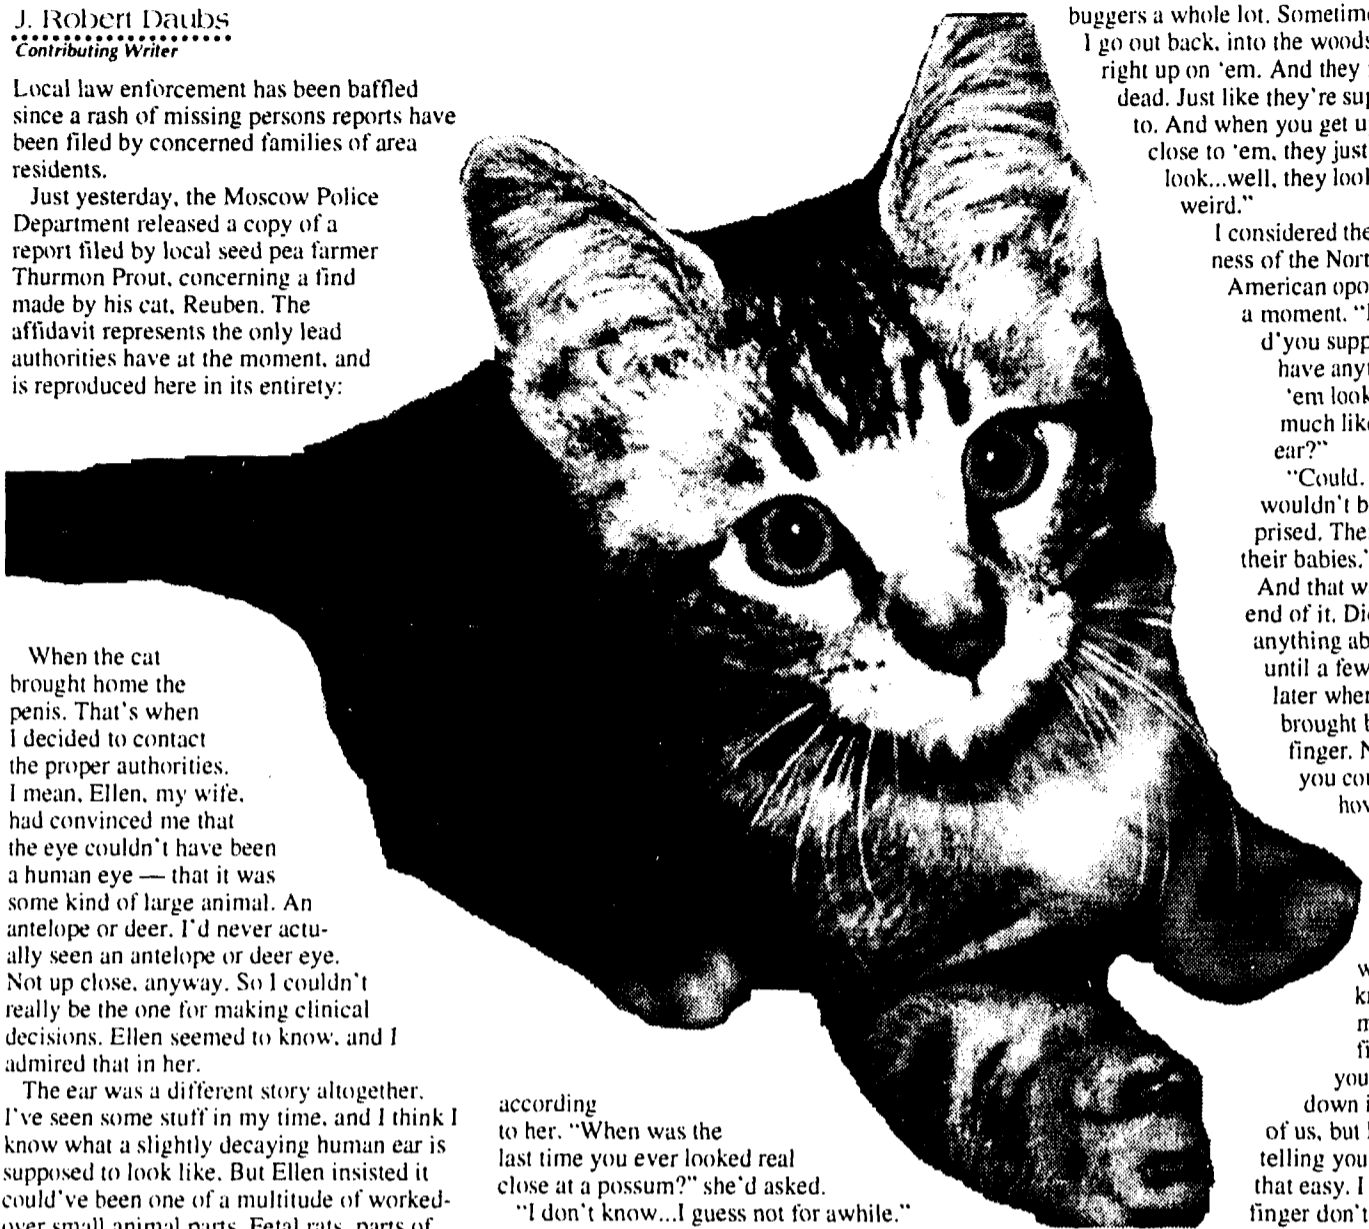 J. Robert Daubs
Contributing Writer
Local law enforcement has been baffled
since a rash of missing persons reports have
been filed by concerned families of area
residents.
Just yesterday, the Moscow Police
Department released a copy of a
report filed by local seed pea farmer
Thurmon Prout, concerning a find
made by his cat, Reuben. The
affidavit represents the only lead
authorities have at the moment, and
is reproduced here in its entirety:
When the cat
brought home the
penis. That's when
I decided to contact
the proper authorities.
I mean, Ellen, my wife,
had convinced me that
the eye couldn't have been
a human eye — that it was
some kind of large animal. An
antelope or deer. I'd never actu-
ally seen an antelope or deer eye.
Not up close, anyway. So I couldn't
really be the one for making clinical
decisions. Ellen seemed to know, and I
admired that in her.
The ear was a different story altogether.
I've seen some stuff in my time, and I think I
know what a slightly decaying human ear is
supposed to look like. But Ellen insisted it
could've been one of a multitude of worked-
over small animal parts. Fetal rats, parts of
according
to her. "When was the
last time you ever looked real
close at a possum?" she'd asked.
"I don't know...I guess not for awhile."
buggers a whole lot.
I go out back, into the woods
right up on 'em. And they
dead. Just like they're
to. And when you get
close to 'em, they just
look...well, they
weird."
I considered the
ness of the
American
a moment.
d'you
have
'em look
much
ear?"
"Could.
wouldn't
prised.
their babies."
And that
end of it.
anything
until a few
later
brought
finger.
you
down
of us, but
telling you
that easy. I
finger